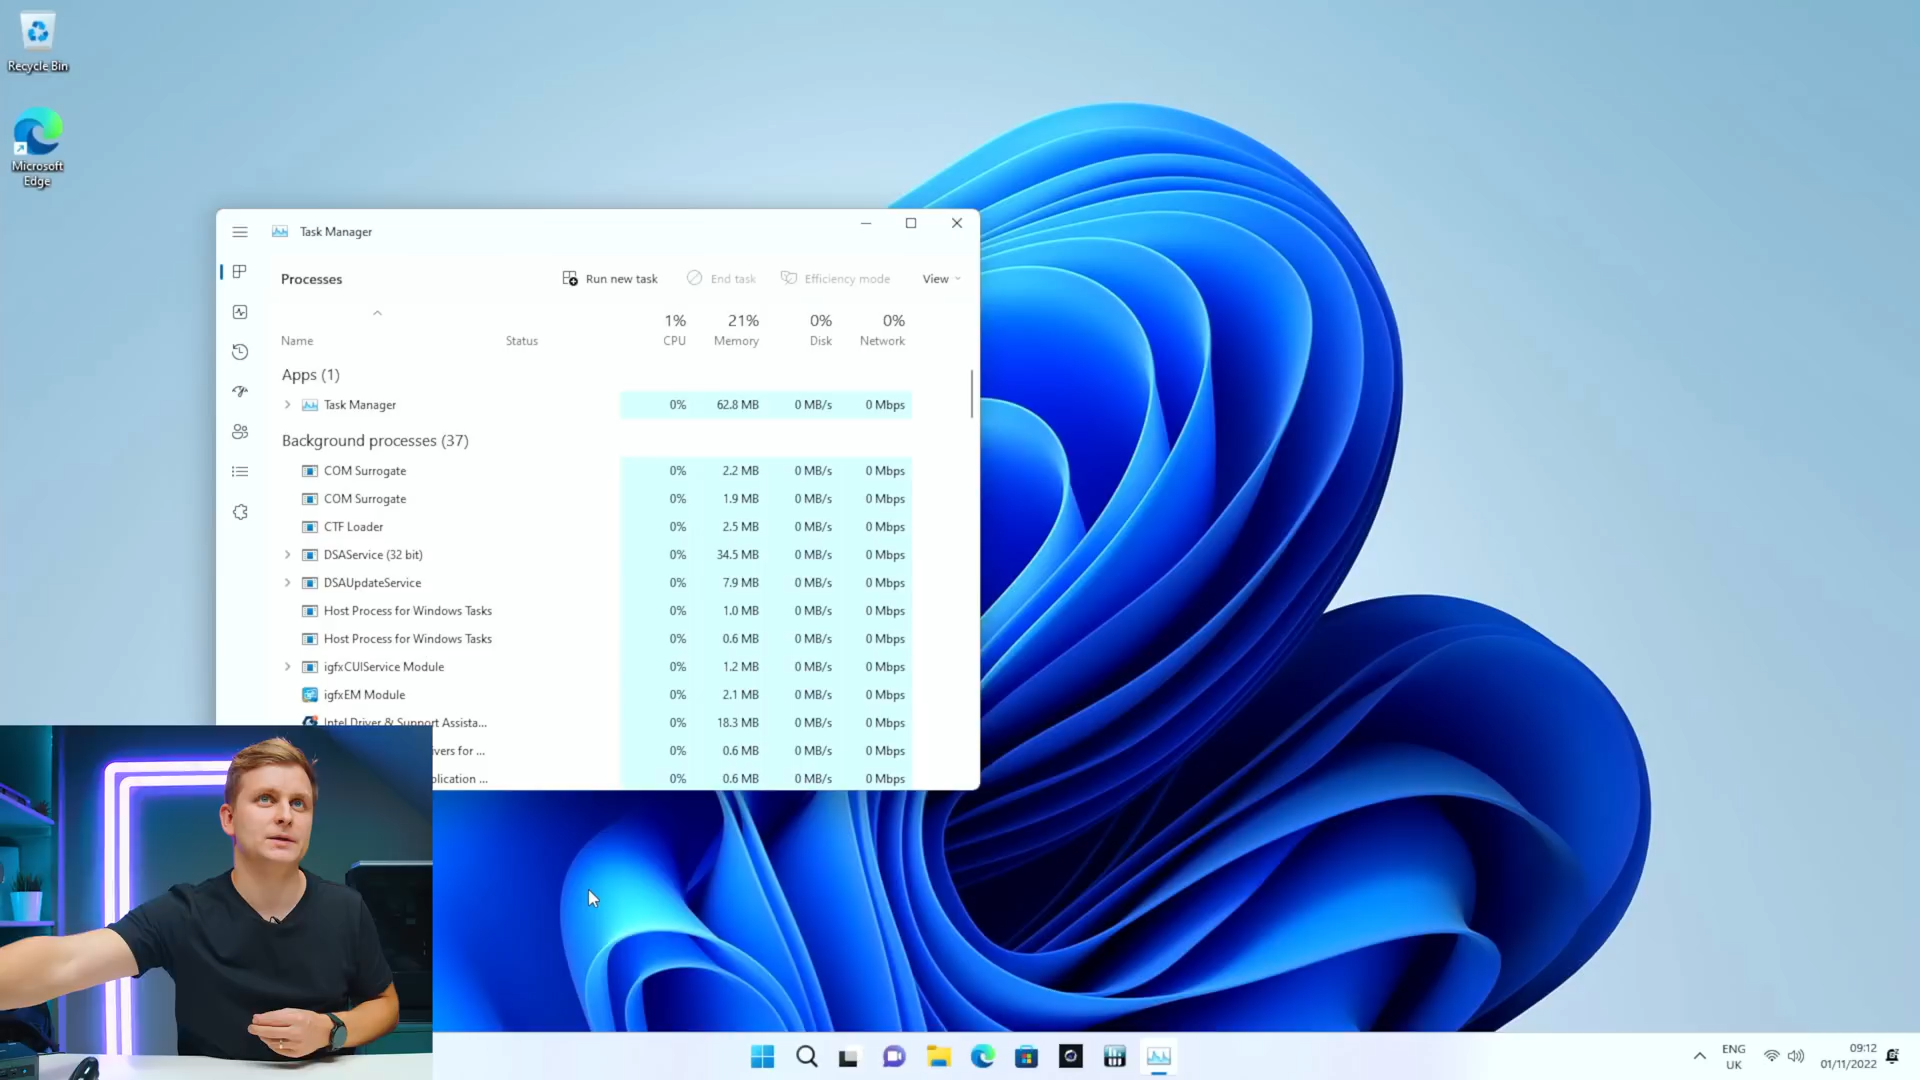 Recycle Bin
Microsoft
Edge
Task Manager
Processes
Run new task
End task
Efficiency mode
View
1% 21% 0% 0%
Name Status CPU Memory Disk Network
Apps (1)
Task Manager 0% 62.8 MB 0 MB/s 0 Mbps
Background processes (37)
COM Surrogate 0% 2.2 MB 0 MB/s 0 Mbps
COM Surrogate 0% 1.9 MB 0 MB/s 0 Mbps
CTF Loader 0% 2.5 MB 0 MB/s 0 Mbps
DSAService (32 bit) 0% 34.5 MB 0 MB/s 0 Mbps
DSAUpdateService 0% 7.9 MB 0 MB/s 0 Mbps
Host Process for Windows Tasks 0% 1.0 MB 0 MB/s 0 Mbps
Host Process for Windows Tasks 0% 0.6 MB 0 MB/s 0 Mbps
igfxCUIService Module 0% 1.2 MB 0 MB/s 0 Mbps
igfxEM Module 0% 2.1 MB 0 MB/s 0 Mbps
Intel Driver & Support Assista... 0% 18.3 MB 0 MB/s 0 Mbps
ivers for ... 0% 0.6 MB 0 MB/s 0 Mbps
plication ... 0% 0.6 MB 0 MB/s 0 Mbps
ENG
UK
09:12
01/11/2022